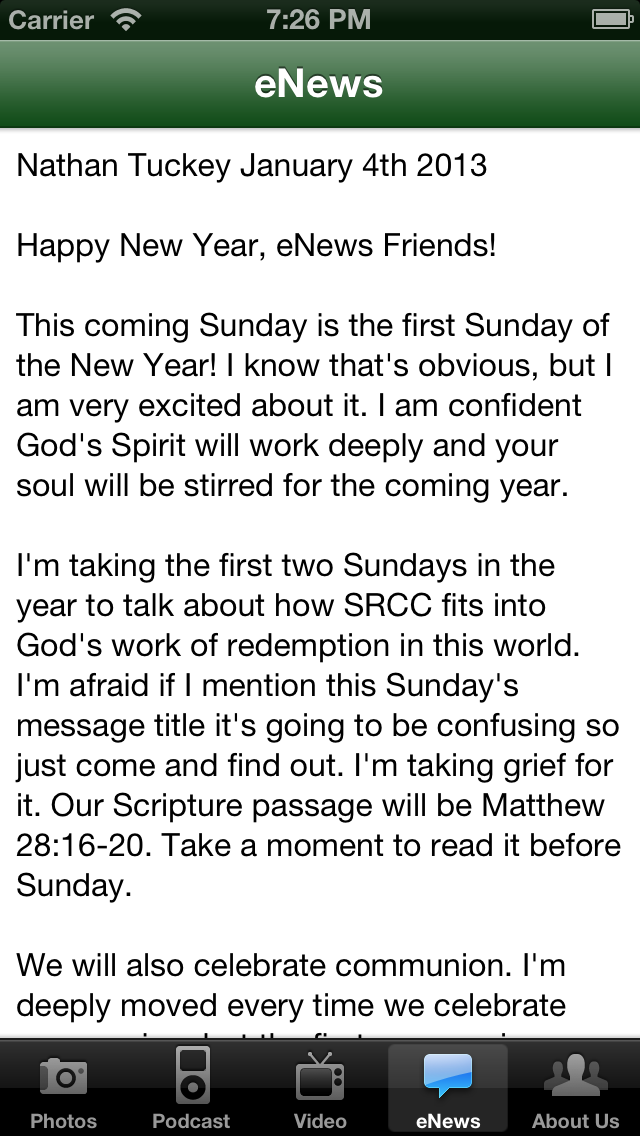 Carrier 7:26 PM
eNews
Nathan Tuckey January 4th 2013
Happy New Year, eNews Friends!
This coming Sunday is the first Sunday of
the New Year! I know that's obvious, but I
am very excited about it. I am confident
God's Spirit will work deeply and your
soul will be stirred for the coming year.
I'm taking the first two Sundays in the
year to talk about how SRCC fits into
God's work of redemption in this world.
I'm afraid if I mention this Sunday's
message title it's going to be confusing so
just come and find out. I'm taking grief for
it. Our Scripture passage will be Matthew
28:16-20. Take a moment to read it before
Sunday.
We will also celebrate communion. I'm
deeply moved every time we celebrate
Photos Podcast Video eNews About Us